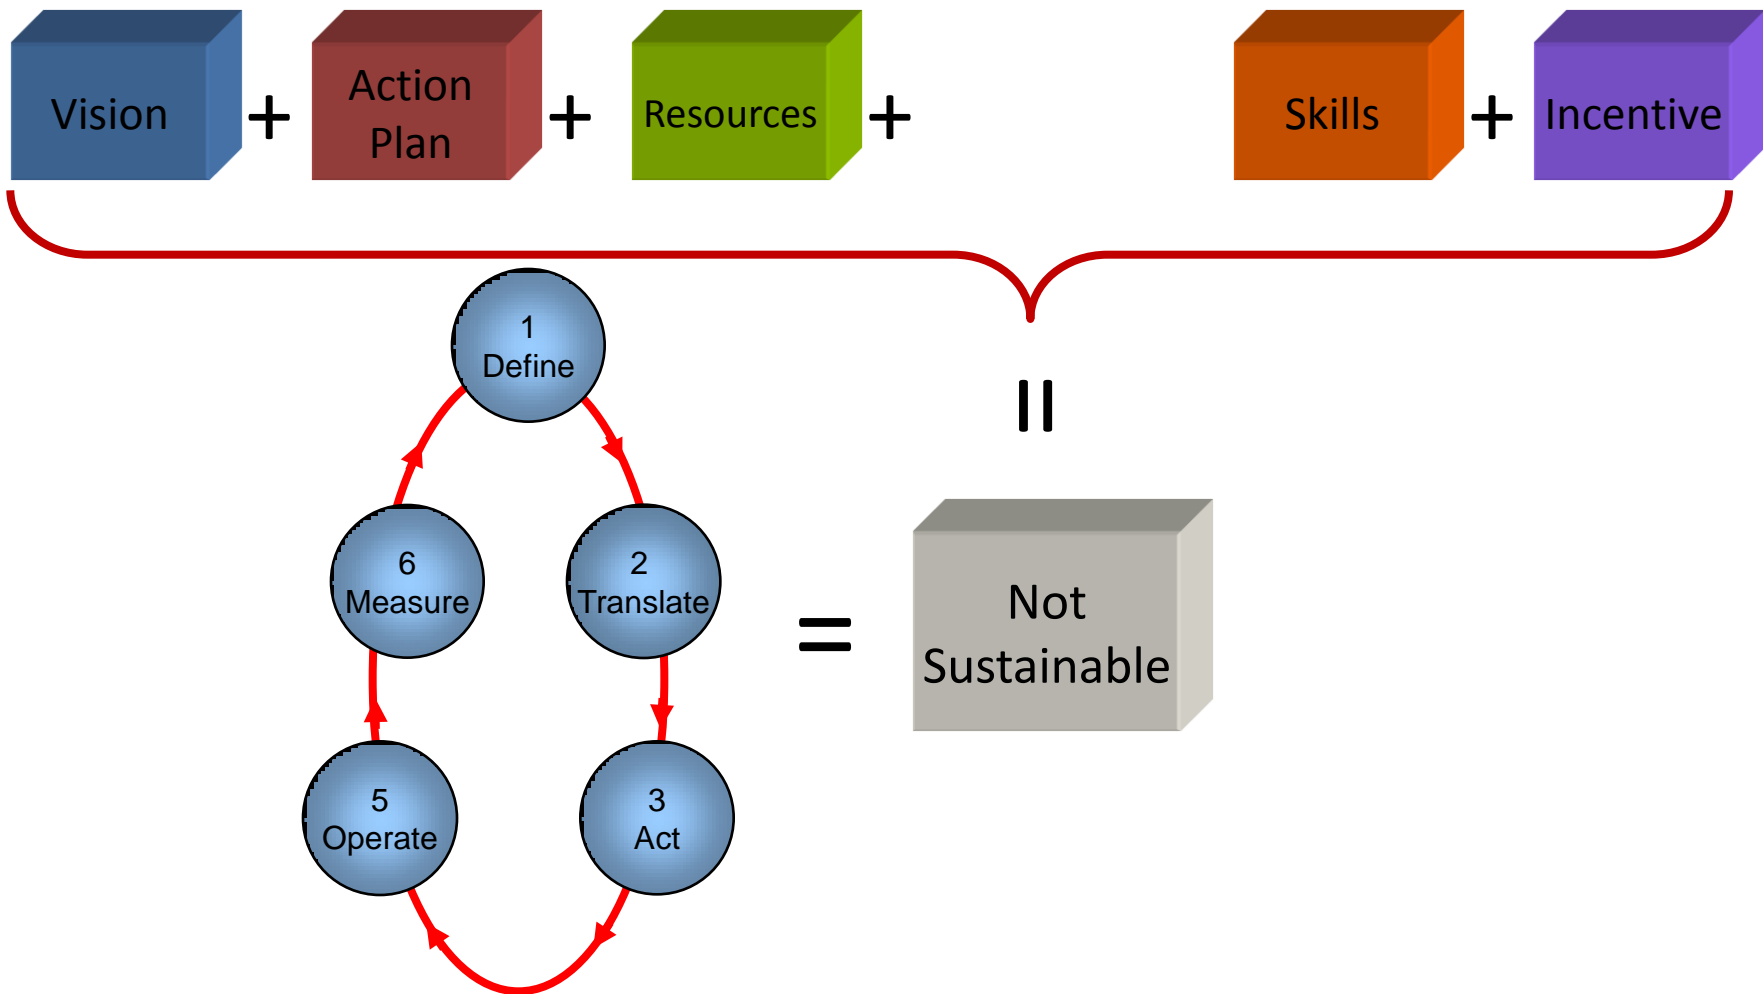 Vision + Action Plan + Resources + Skills + Incentive
=
1
Define
6
Measure
2
Translate
=
Not
Sustainable
5
Operate
3
Act